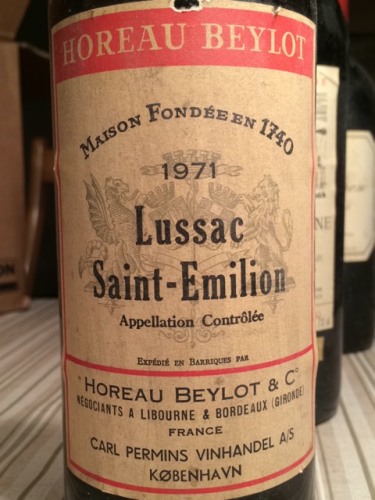 HOREAU BEYLOT
MAISON FONDÉE EN 1740
1971
Lussac
Saint-Emilion
Appellation Contrôlée
EXPÉDIÉ EN BARRIQUES PAR
HOREAU BEYLOT & Cº
NÉGOCIANTS A LIBOURNE & BORDEAUX (GIRONDE)
FRANCE
CARL PERMINS VINHANDEL A/S
KØBENHAVN